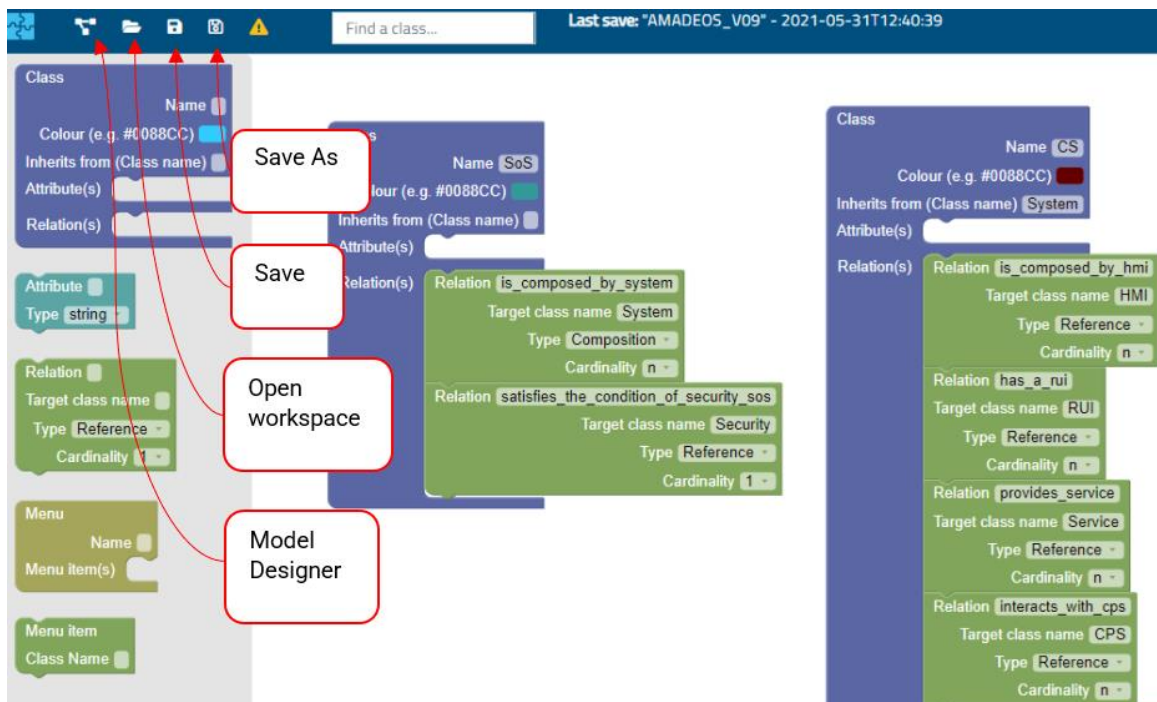 Find a class...
Last save: "AMADEOS_V09" - 2021-05-31T12:40:39
Class
Name
Colour (e.g. #0088CC)
Inherits from (Class name)
Attribute(s)
Relation(s)
Attribute
Type string
Relation
Target class name
Type Reference
Cardinality 1
Menu
Name
Menu item(s)
Menu item
Class Name
Save As
Save
Open
workspace
Model
Designer
Name SoS
(e.g. #0088CC)
Inherits from (Class name)
Attribute(s)
Relation(s)
Relation is_composed_by_system
Target class name System
Type Composition
Cardinality n
Relation satisfies_the_condition_of_security_sos
Target class name Security
Type Reference
Cardinality 1
Class
Name CS
Colour (e.g. #0088CC)
Inherits from (Class name) System
Attribute(s)
Relation(s)
Relation is_composed_by_hmi
Target class name HMI
Type Reference
Cardinality n
Relation has_a_rui
Target class name RUI
Type Reference
Cardinality n
Relation provides_service
Target class name Service
Type Reference
Cardinality n
Relation interacts_with_cps
Target class name CPS
Type Reference
Cardinality n